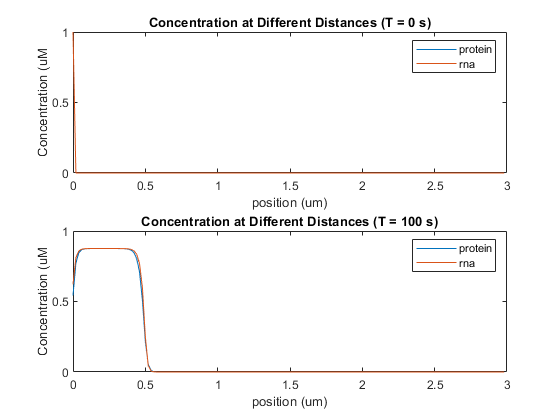 Concentration at Different Distances (T = 0 s)
Concentration (uM
1
0.5
0
protein
rna
0 0.5 1 1.5 2 2.5 3
position (um)
Concentration at Different Distances (T = 100 s)
Concentration (uM
1
0.5
0
protein
rna
0 0.5 1 1.5 2 2.5 3
position (um)